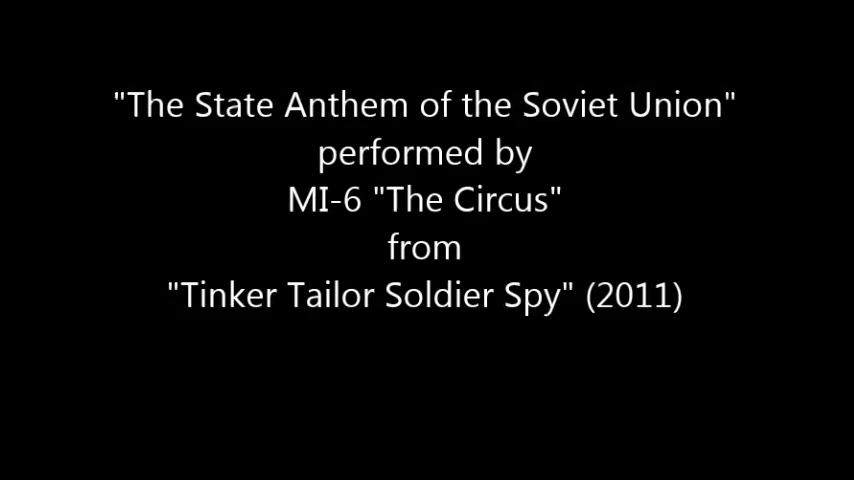 "The State Anthem of the Soviet Union"
performed by
MI-6 "The Circus"
from
"Tinker Tailor Soldier Spy" (2011)